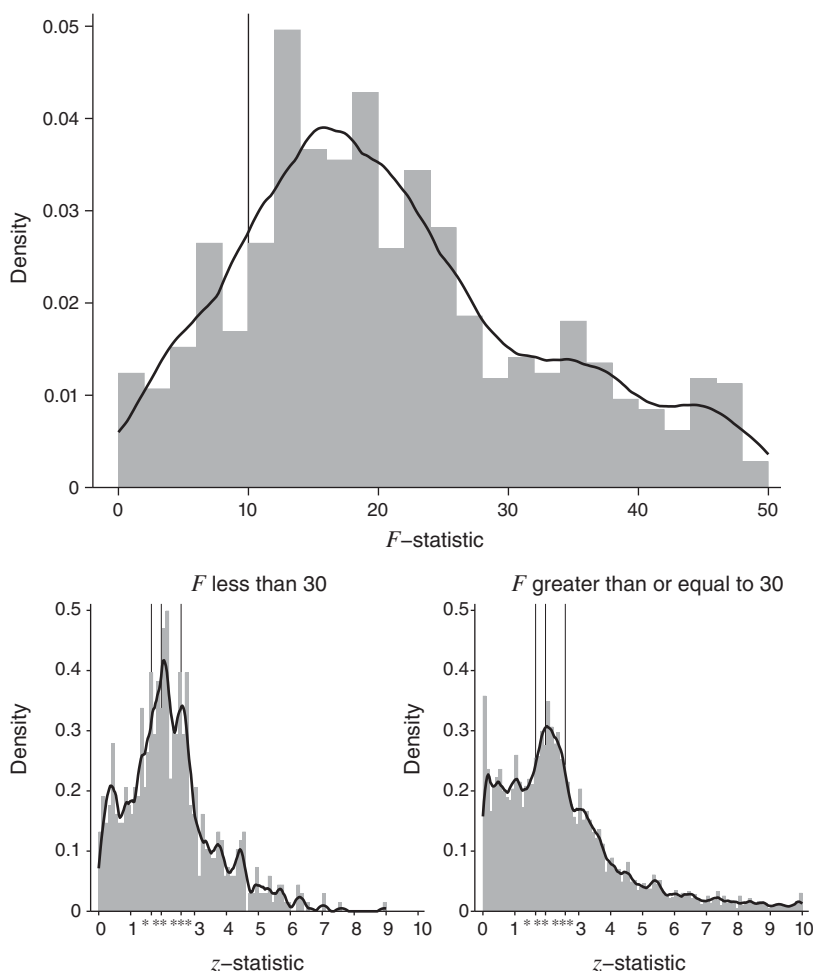 0.05
0.04
0.03
0.02
0.01
0
Density
0 10 20 30 40 50
F–statistic
F less than 30
0.5
0.4
0.3
0.2
0.1
0
Density
0 1 * ** *** 3 4 5 6 7 8 9 10
z–statistic
F greater than or equal to 30
0.5
0.4
0.3
0.2
0.1
0
Density
0 1 * ** *** 3 4 5 6 7 8 9 10
z–statistic